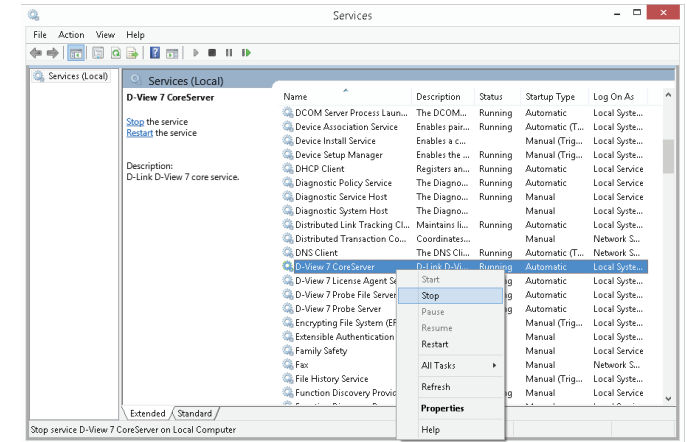 Services
File Action View Help
Services (Local)
Services (Local)
D-View 7 CoreServer
Stop the service
Restart the service
Description:
D-Link D-View 7 core service.
Name Description Status Startup Type Log On As
DCOM Server Process Laun... The DCOM... Running Automatic Local Syste...
Device Association Service Enables pair... Running Automatic (T... Local Syste...
Device Install Service Enables a c... Manual (Trig... Local Syste...
Device Setup Manager Enables the ... Running Manual (Trig... Local Syste...
DHCP Client Registers an... Running Automatic Local Service
Diagnostic Policy Service The Diagno... Running Automatic Local Service
Diagnostic Service Host The Diagno... Running Manual Local Service
Diagnostic System Host The Diagno... Manual Local Syste...
Distributed Link Tracking Cl... Maintains li... Running Automatic Local Syste...
Distributed Transaction Co... Coordinates... Manual Network S...
DNS Client The DNS Cli... Running Automatic (T... Network S...
D-View 7 CoreServer D-Link D-Vi... Running Automatic Local Syste...
D-View 7 License Agent Se g Automatic Local Syste...
D-View 7 Probe File Server g Automatic Local Syste...
D-View 7 Probe Server g Automatic Local Syste...
Encrypting File System (EF Manual (Trig... Local Syste...
Extensible Authentication Manual Local Syste...
Family Safety Manual Local Service
Fax Manual Network S...
File History Service Manual (Trig... Local Syste...
Function Discovery Provid g Manual Local Service
Start
Stop
Pause
Resume
Restart
All Tasks
Refresh
Properties
Help
Extended Standard
Stop service D-View 7 CoreServer on Local Computer